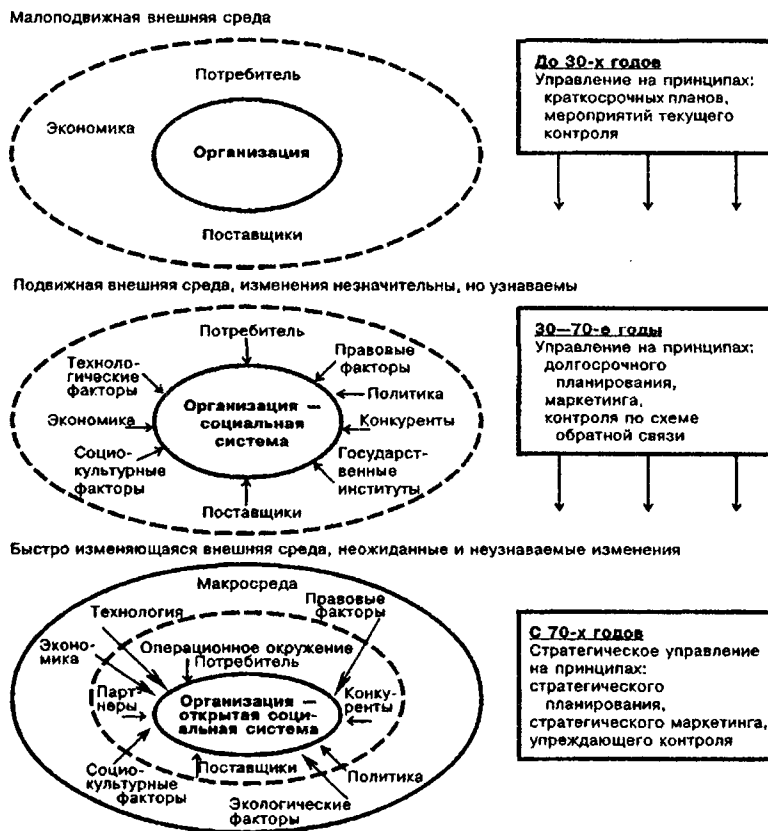 Малоподвижная внешняя среда
Потребитель
Экономика
Организация
Поставщики
До 30-х годов
Управление на принципах:
краткосрочных планов,
мероприятий текущего
контроля
Подвижная внешняя среда, изменения незначительны, но узнаваемы
Потребитель
Правовые
факторы
Техноло-
гические
факторы
Политика
Организация —
социальная
система
Экономика
Конкуренты
Социо-
культурные
факторы
Государст-
венные
институты
Поставщики
30—70-е годы
Управление на принципах:
долгосрочного
планирования,
маркетинга,
контроля по схеме
обратной связи
Быстро изменяющаяся внешняя среда, неожиданные и неузнаваемые изменения
Макросреда
Правовые
факторы
Технология
Эконо-
мика
Операционное окружение
Потребитель
Парт-
неры
Организация —
открытая соци-
альная система
Конку-
ренты
Социо-
культурные
факторы
Поставщики
Политика
Экологические
факторы
С 70-х годов
Стратегическое управление
на принципах:
стратегического
планирования,
стратегического маркетинга,
упреждающего контроля